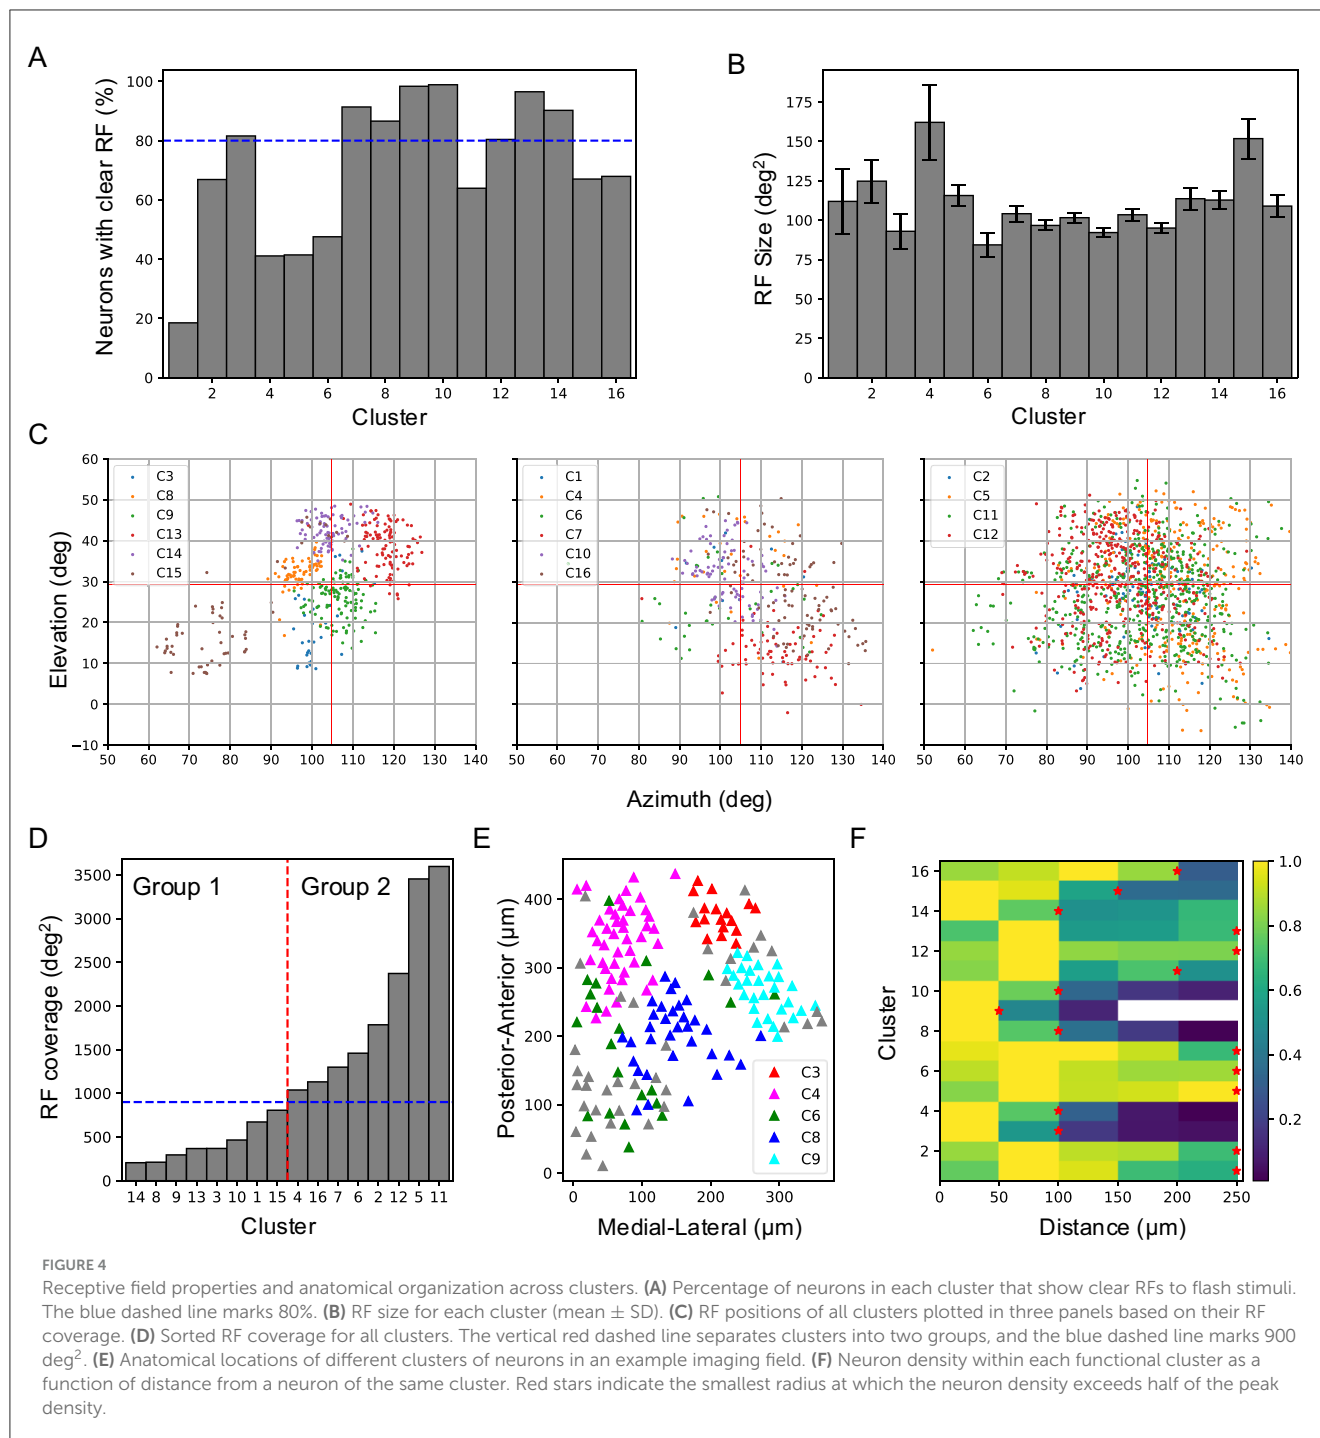 A
Neurons with clear RF (%)
100
80
60
40
20
0
2 4 6 8 10 12 14 16
Cluster
B
RF Size (deg²)
175
150
125
100
75
50
25
0
2 4 6 8 10 12 14 16
Cluster
C
Elevation (deg)
60
50
40
30
20
10
0
−10
C3
C8
C9
C13
C14
C15
50 60 70 80 90 100 110 120 130 140
C1
C4
C6
C7
C10
C16
50 60 70 80 90 100 110 120 130 140
C2
C5
C11
C12
50 60 70 80 90 100 110 120 130 140
Azimuth (deg)
D
Group 1 Group 2
RF coverage (deg²)
3500
3000
2500
2000
1500
1000
500
0
14 8 9 13 3 10 1 15 4 16 7 6 2 12 5 11
Cluster
E
Posterior-Anterior (μm)
400
300
200
100
0
C3
C4
C6
C8
C9
0 100 200 300
Medial-Lateral (μm)
F
Cluster
16
14
12
10
8
6
4
2
0 50 100 150 200 250
Distance (μm)
1.0
0.8
0.6
0.4
0.2
FIGURE 4
Receptive field properties and anatomical organization across clusters. (A) Percentage of neurons in each cluster that show clear RFs to flash stimuli.
The blue dashed line marks 80%. (B) RF size for each cluster (mean ± SD). (C) RF positions of all clusters plotted in three panels based on their RF
coverage. (D) Sorted RF coverage for all clusters. The vertical red dashed line separates clusters into two groups, and the blue dashed line marks 900
deg². (E) Anatomical locations of different clusters of neurons in an example imaging field. (F) Neuron density within each functional cluster as a
function of distance from a neuron of the same cluster. Red stars indicate the smallest radius at which the neuron density exceeds half of the peak
density.